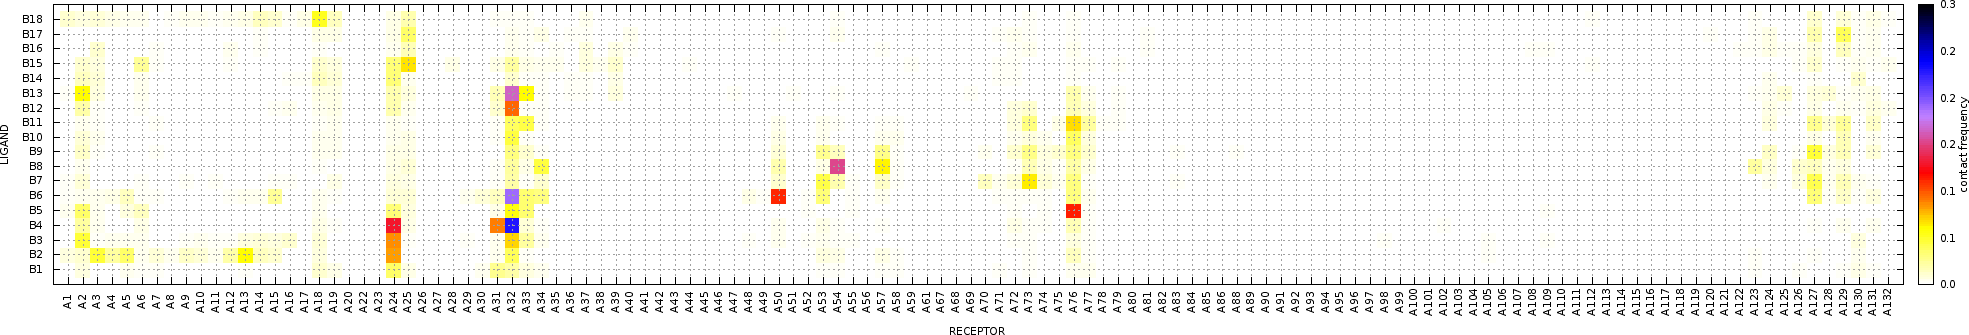 B18
B17
B16
B15
B14
B13
B12
B11
B10
B9
B8
B7
B6
B5
B4
B3
B2
B1
LIGAND
A1 A2 A3 A4 A5 A6 A7 A8 A9 A10 A11 A12 A13 A14 A15 A16 A17 A18 A19 A20 A22 A23 A24 A25 A26 A27 A28 A29 A30 A31 A32 A33 A34 A35 A36 A37 A38 A39 A40 A41 A42 A43 A44 A45 A46 A47 A48 A49 A50 A51 A52 A53 A54 A55 A56 A57 A58 A59 A61 A67 A68 A69 A70 A71 A72 A73 A74 A75 A76 A77 A78 A79 A80 A81 A82 A83 A84 A85 A86 A88 A89 A90 A91 A92 A93 A94 A95 A96 A97 A98 A99 A100 A101 A102 A103 A104 A105 A106 A107 A108 A109 A110 A111 A112 A113 A114 A115 A116 A117 A118 A119 A120 A121 A122 A123 A124 A125 A126 A127 A128 A129 A130 A131 A132
RECEPTOR
0.3
0.2
0.2
0.2
0.1
0.1
0.0
contact frequency